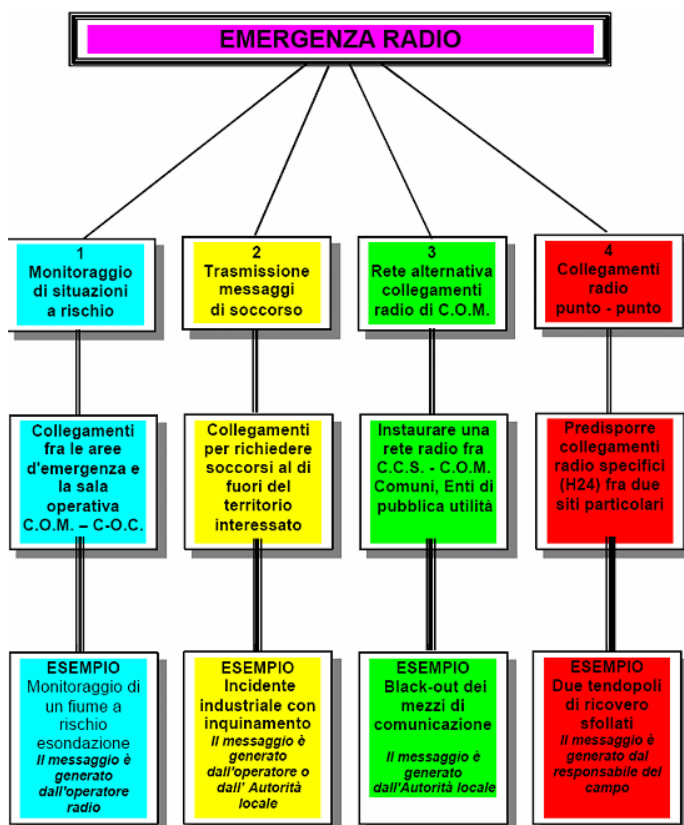 EMERGENZA RADIO
1
Monitoraggio
di situazioni
a rischio
2
Trasmissione
messaggi
di soccorso
3
Rete alternativa
collegamenti
radio di C.O.M.
4
Collegamenti
radio
punto - punto
Collegamenti
fra le aree
d'emergenza e
la sala
operativa
C.O.M. – C-O.C.
Collegamenti
per richiedere
soccorsi al di
fuori del
territorio
interessato
Instaurare una
rete radio fra
C.C.S. - C.O.M.
Comuni, Enti di
pubblica utilità
Predisporre
collegamenti
radio specifici
(H24) fra due
siti particolari
ESEMPIO
Monitoraggio di
un fiume a
rischio
esondazione
Il messaggio è
generato
dall'operatore
radio
ESEMPIO
Incidente
industriale con
inquinamento
Il messaggio è
generato
dall'operatore o
dall' Autorità
locale
ESEMPIO
Black-out dei
mezzi di
comunicazione
Il messaggio è
generato
dall'Autorità locale
ESEMPIO
Due tendopoli
di ricovero
sfollati
Il messaggio è
generato dal
responsabile del
campo